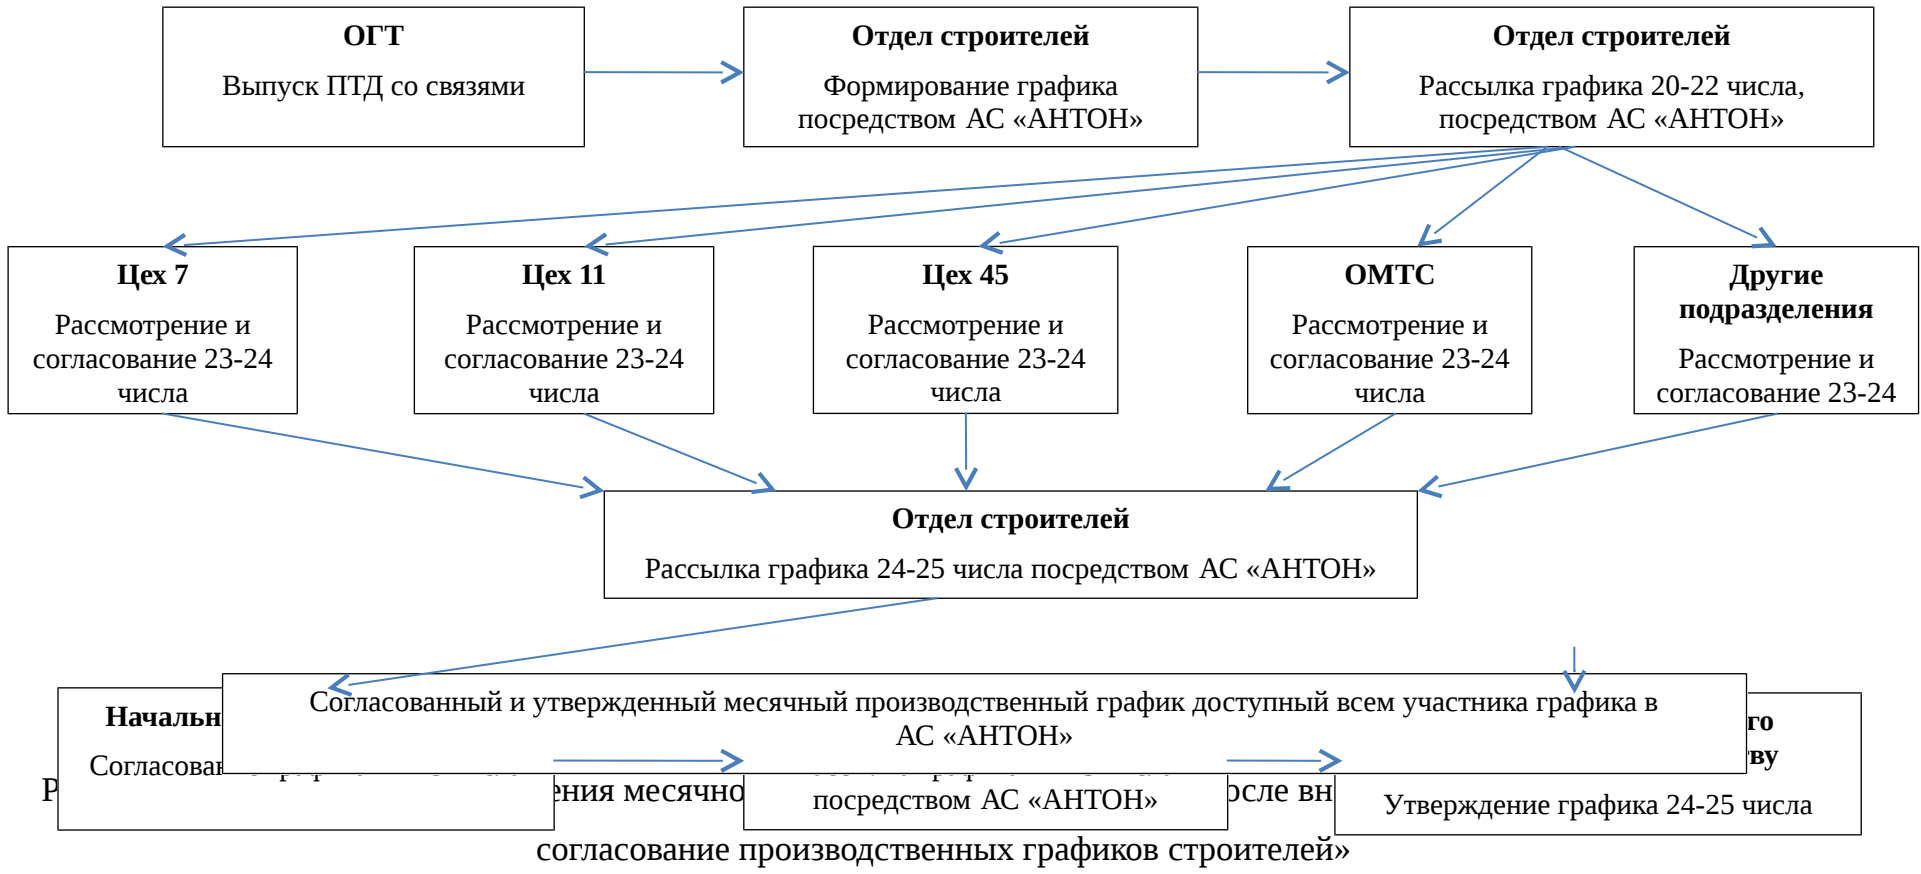 ОГТ
Выпуск ПТД со связями
Отдел строителей
Формирование графика
посредством АС «АНТОН»
Отдел строителей
Рассылка графика 20-22 числа,
посредством АС «АНТОН»
Цех 7
Рассмотрение и
согласование 23-24
числа
Цех 11
Рассмотрение и
согласование 23-24
числа
Цех 45
Рассмотрение и
согласование 23-24
числа
ОМТС
Рассмотрение и
согласование 23-24
числа
Другие
подразделения
Рассмотрение и
согласование 23-24
Отдел строителей
Рассылка графика 24-25 числа посредством АС «АНТОН»
Согласованный и утвержденный месячный производственный график доступный всем участника графика в
АС «АНТОН»
посредством АС «АНТОН»
Утверждение графика 24-25 числа
согласование производственных графиков строителей»